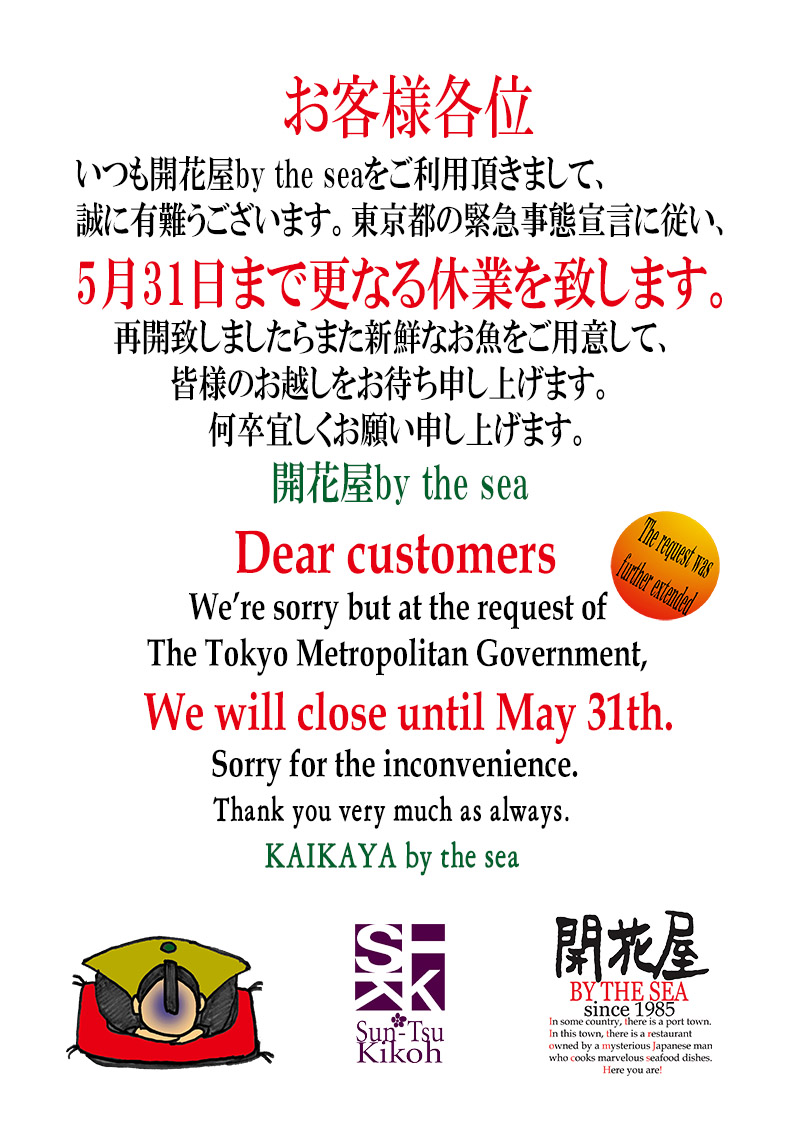 お客様各位
いつも開花屋by the seaをご利用頂きまして、
誠に有難うございます。東京都の緊急事態宣言に従い、
5月31日まで更なる休業を致します。
再開致しましたらまた新鮮なお魚をご用意して、
皆様のお越しをお待ち申し上げます。
何卒宜しくお願い申し上げます。
開花屋by the sea
Dear customers
The request was
further extended
We're sorry but at the request of
The Tokyo Metropolitan Government,
We will close until May 31th.
Sorry for the inconvenience.
Thank you very much as always.
KAIKAYA by the sea
S-K
Sun-Tsu
Kikoh
開花屋
BY THE SEA
since 1985
In some country, there is a port town.
In this town, there is a restaurant
owned by a mysterious Japanese man
who cooks marvelous seafood dishes.
Here you are!